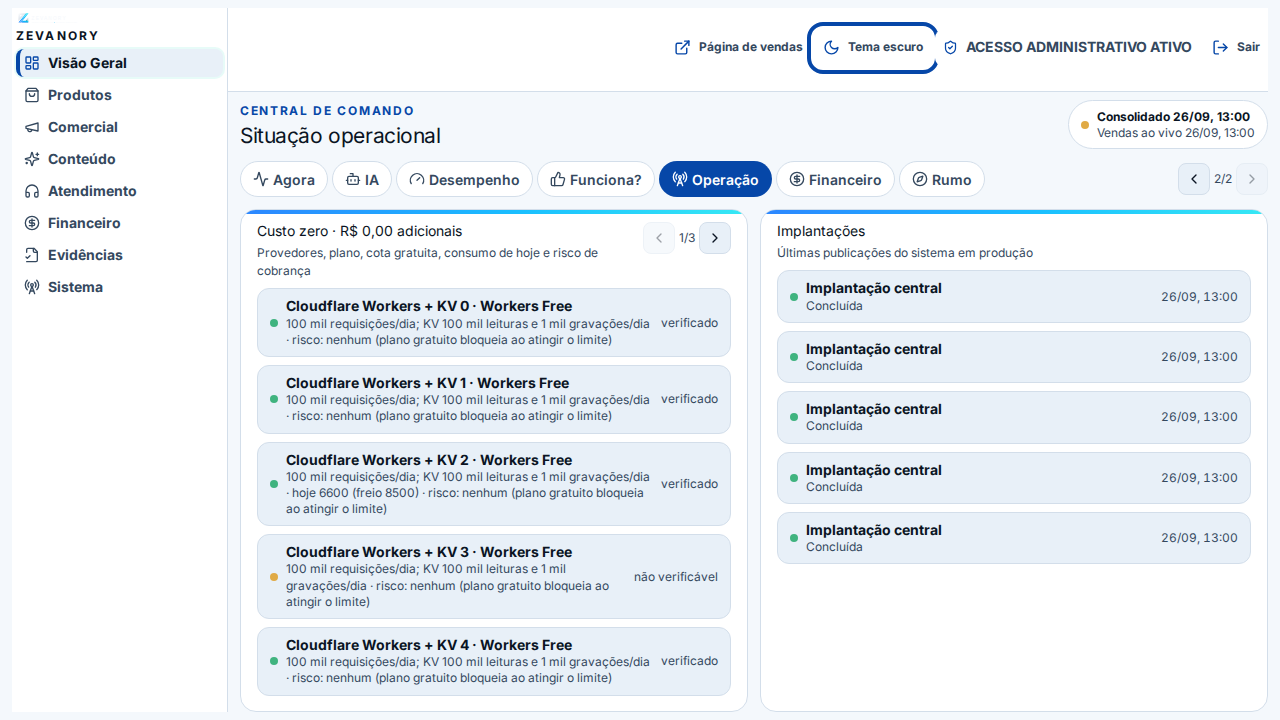 ZEVANORY
Visão Geral
Produtos
Comercial
Conteúdo
Atendimento
Financeiro
Evidências
Sistema
Página de vendas
Tema escuro
ACESSO ADMINISTRATIVO ATIVO
Sair
CENTRAL DE COMANDO
Situação operacional
Consolidado 26/09, 13:00
Vendas ao vivo 26/09, 13:00
Agora
IA
Desempenho
Funciona?
Operação
Financeiro
Rumo
2/2
Custo zero · R$ 0,00 adicionais
Provedores, plano, cota gratuita, consumo de hoje e risco de
cobrança
1/3
Cloudflare Workers + KV 0 · Workers Free
100 mil requisições/dia; KV 100 mil leituras e 1 mil gravações/dia
· risco: nenhum (plano gratuito bloqueia ao atingir o limite)
verificado
Cloudflare Workers + KV 1 · Workers Free
100 mil requisições/dia; KV 100 mil leituras e 1 mil gravações/dia
· risco: nenhum (plano gratuito bloqueia ao atingir o limite)
verificado
Cloudflare Workers + KV 2 · Workers Free
100 mil requisições/dia; KV 100 mil leituras e 1 mil gravações/dia
· hoje 6600 (freio 8500) · risco: nenhum (plano gratuito bloqueia
ao atingir o limite)
verificado
Cloudflare Workers + KV 3 · Workers Free
100 mil requisições/dia; KV 100 mil leituras e 1 mil
gravações/dia · risco: nenhum (plano gratuito bloqueia ao
atingir o limite)
não verificável
Cloudflare Workers + KV 4 · Workers Free
100 mil requisições/dia; KV 100 mil leituras e 1 mil gravações/dia
· risco: nenhum (plano gratuito bloqueia ao atingir o limite)
verificado
Implantações
Últimas publicações do sistema em produção
Implantação central
Concluída
26/09, 13:00
Implantação central
Concluída
26/09, 13:00
Implantação central
Concluída
26/09, 13:00
Implantação central
Concluída
26/09, 13:00
Implantação central
Concluída
26/09, 13:00